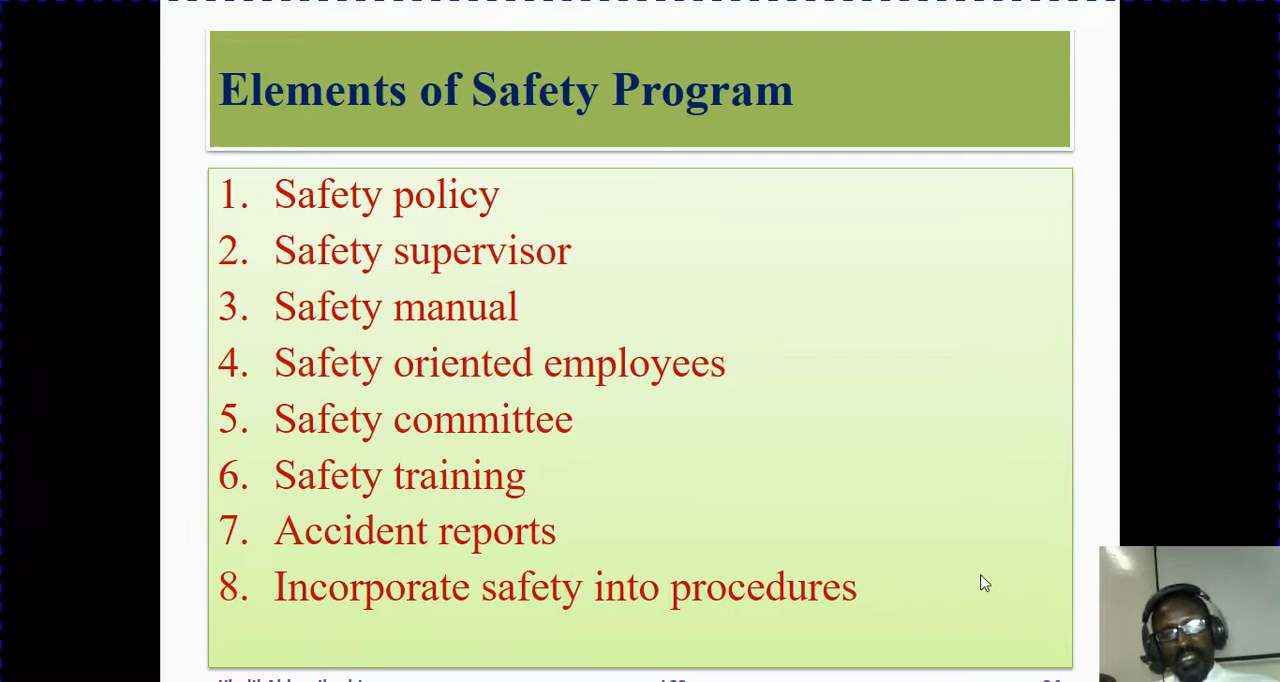 Elements of Safety Program
1. Safety policy
2. Safety supervisor
3. Safety manual
4. Safety oriented employees
5. Safety committee
6. Safety training
7. Accident reports
8. Incorporate safety into procedures